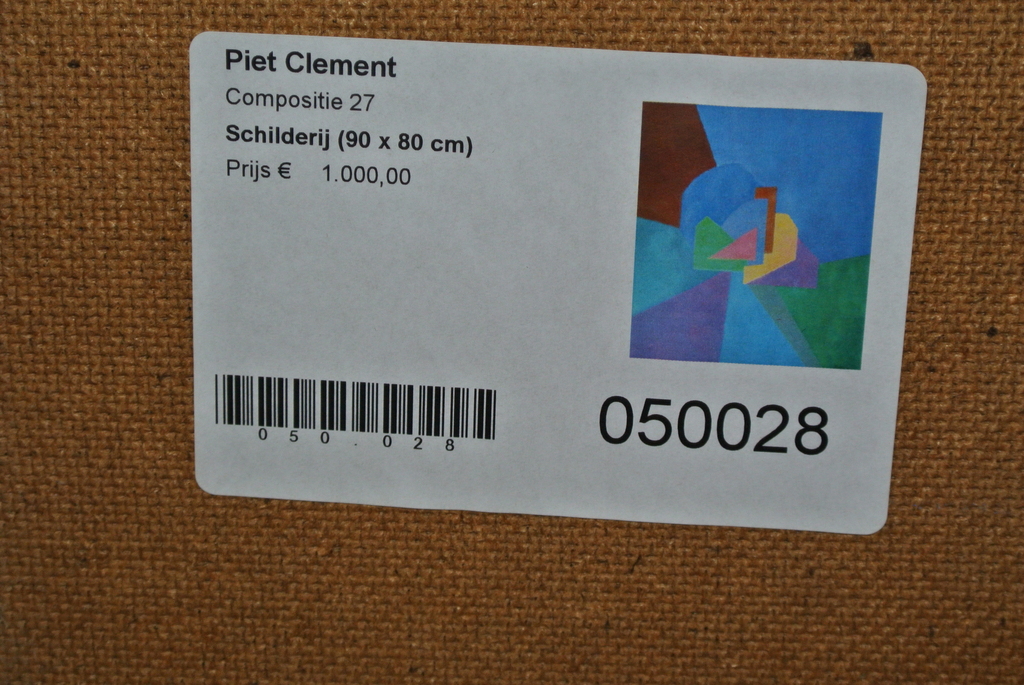 Piet Clement
Compositie 27
Schilderij (90 x 80 cm)
Prijs € 1.000,00
050.028
050028